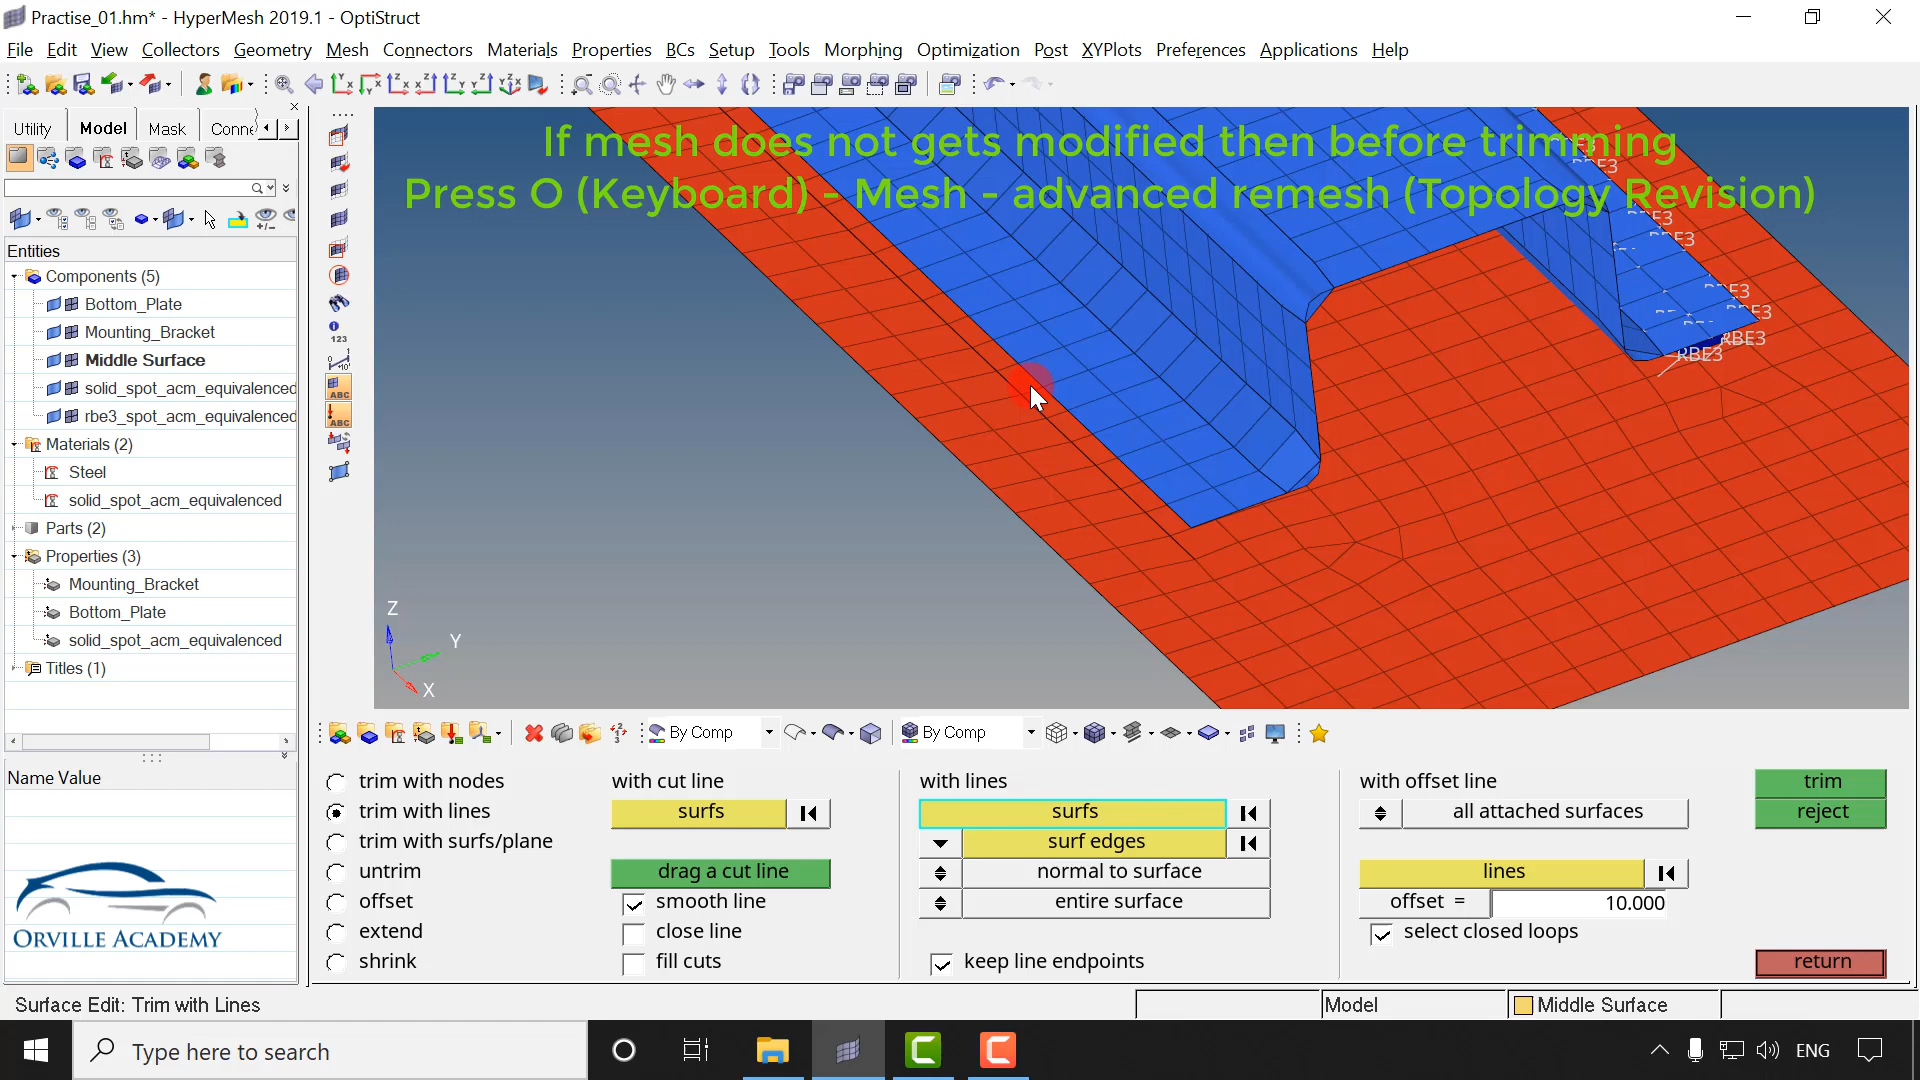 Practise_01.hm* - HyperMesh 2019.1 - OptiStruct
File Edit View Collectors Geometry Mesh Connectors Materials Properties BCs Setup Tools Morphing Optimization Post XYPlots Preferences Applications Help
Utility Model Mask Conne
If mesh does not gets modified then before trimming
Press O (Keyboard) - Mesh - advanced remesh (Topology Revision)
Entities
Components (5)
Bottom_Plate
Mounting_Bracket
Middle Surface
solid_spot_acm_equivalenced
rbe3_spot_acm_equivalenced
Materials (2)
Steel
solid_spot_acm_equivalenced
Parts (2)
Properties (3)
Mounting_Bracket
Bottom_Plate
solid_spot_acm_equivalenced
Titles (1)
RBE3
RBE3
Z
Y
X
By Comp By Comp
Name Value
ORVILLE ACADEMY
trim with nodes
trim with lines
trim with surfs/plane
untrim
offset
extend
shrink
with cut line
surfs
drag a cut line
smooth line
close line
fill cuts
with lines
surfs
surf edges
normal to surface
entire surface
keep line endpoints
with offset line
all attached surfaces
lines
offset = 10.000
select closed loops
trim
reject
return
Surface Edit: Trim with Lines
Model
Middle Surface
Type here to search
ENG